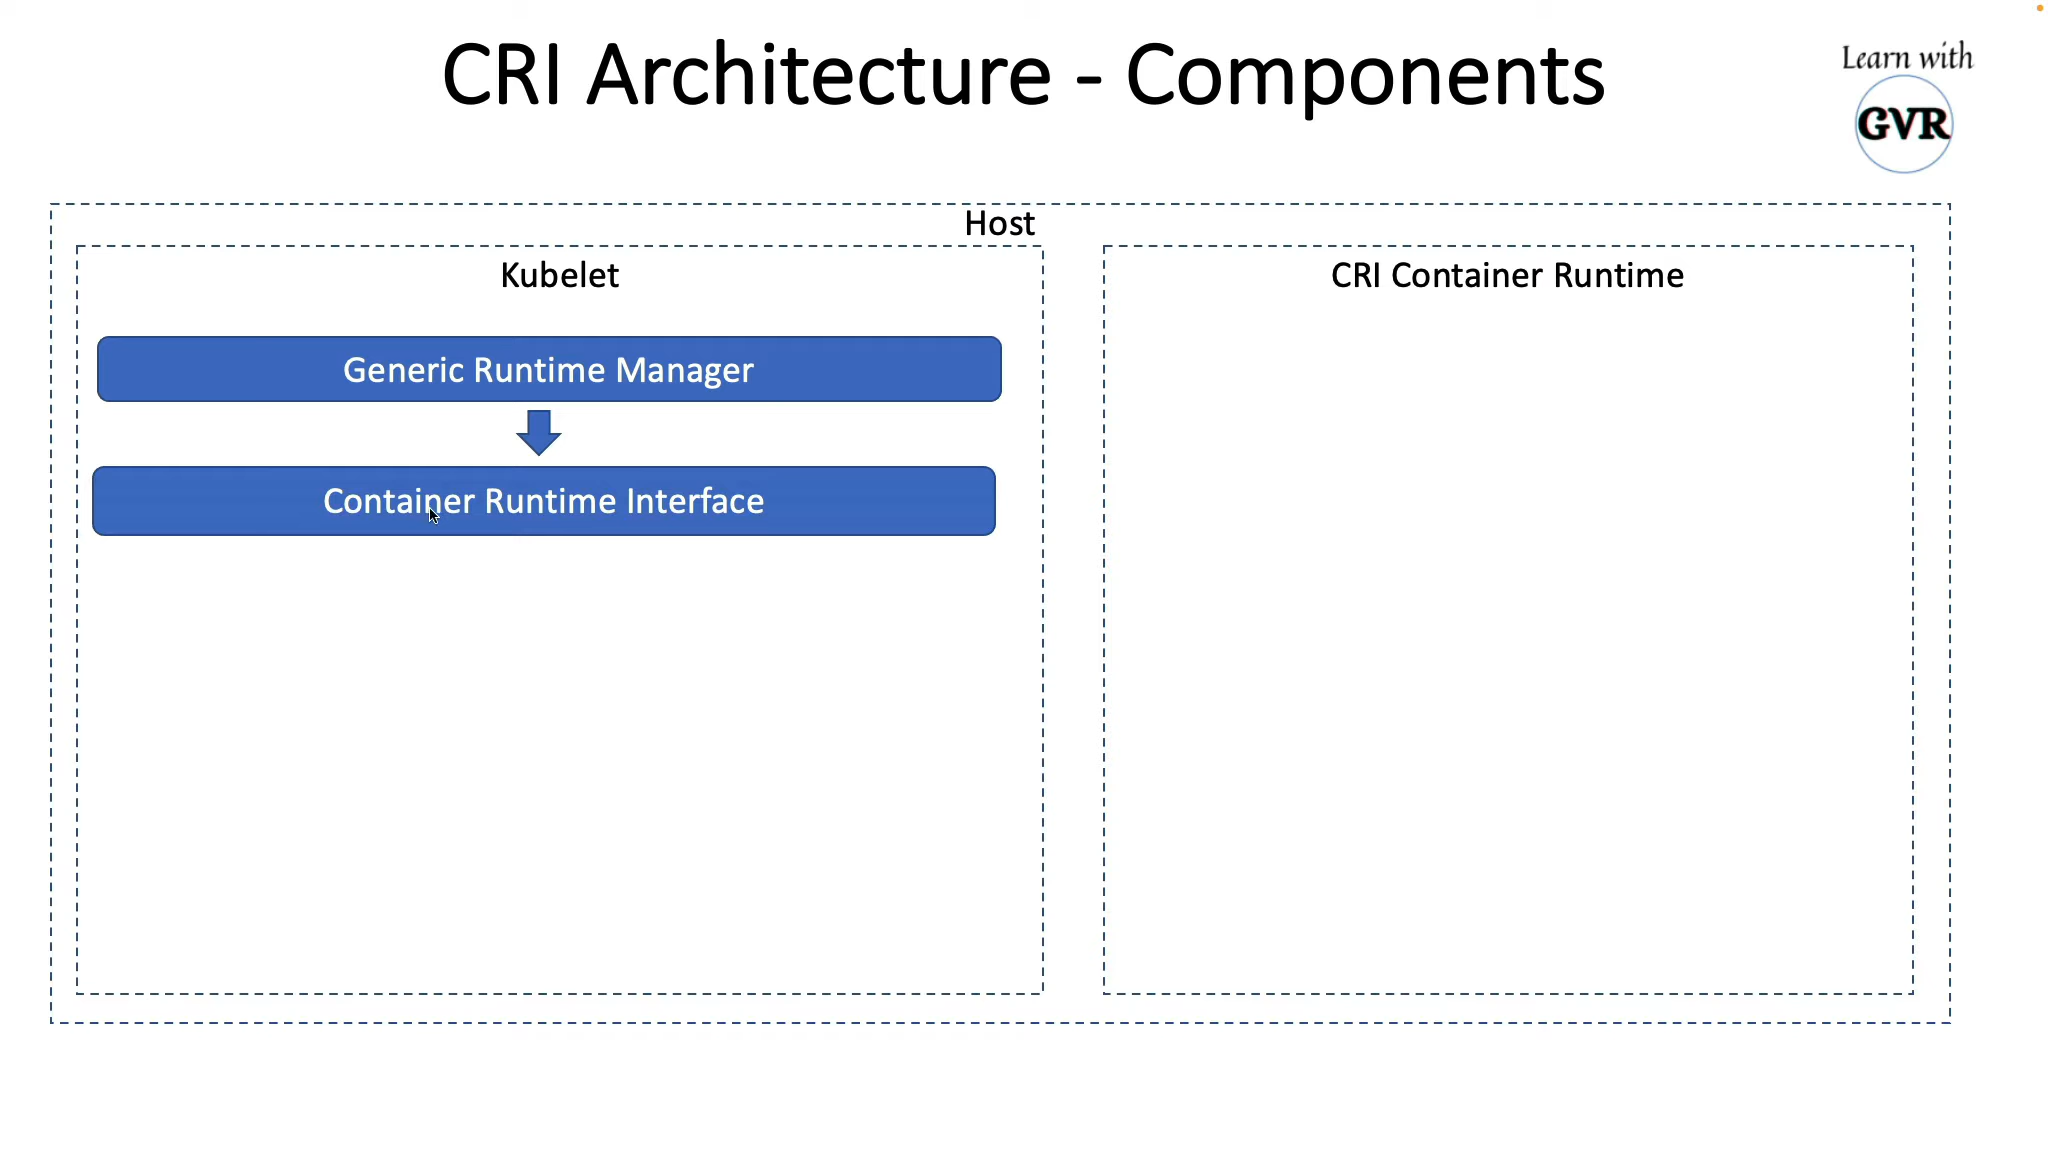 CRI Architecture - Components
Learn with
GVR
Host
Kubelet
CRI Container Runtime
Generic Runtime Manager
Container Runtime Interface